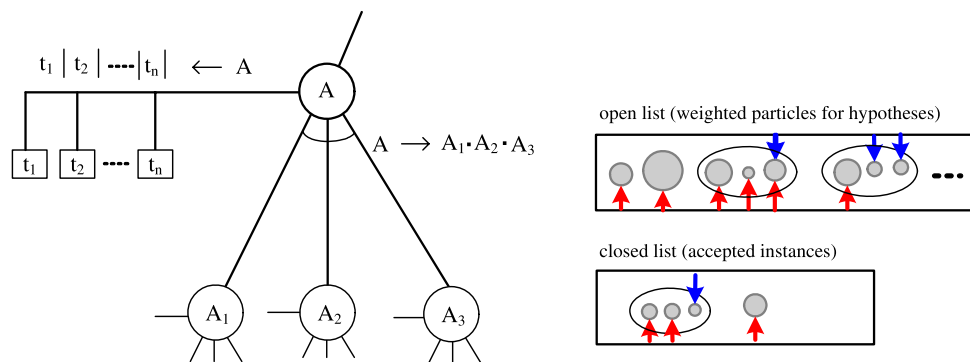 t1 | t2 | ---- |tn| ← A
A
t1 t2 ---- tn
A → A1·A2·A3
A1 A2 A3
open list (weighted particles for hypotheses)
closed list (accepted instances)